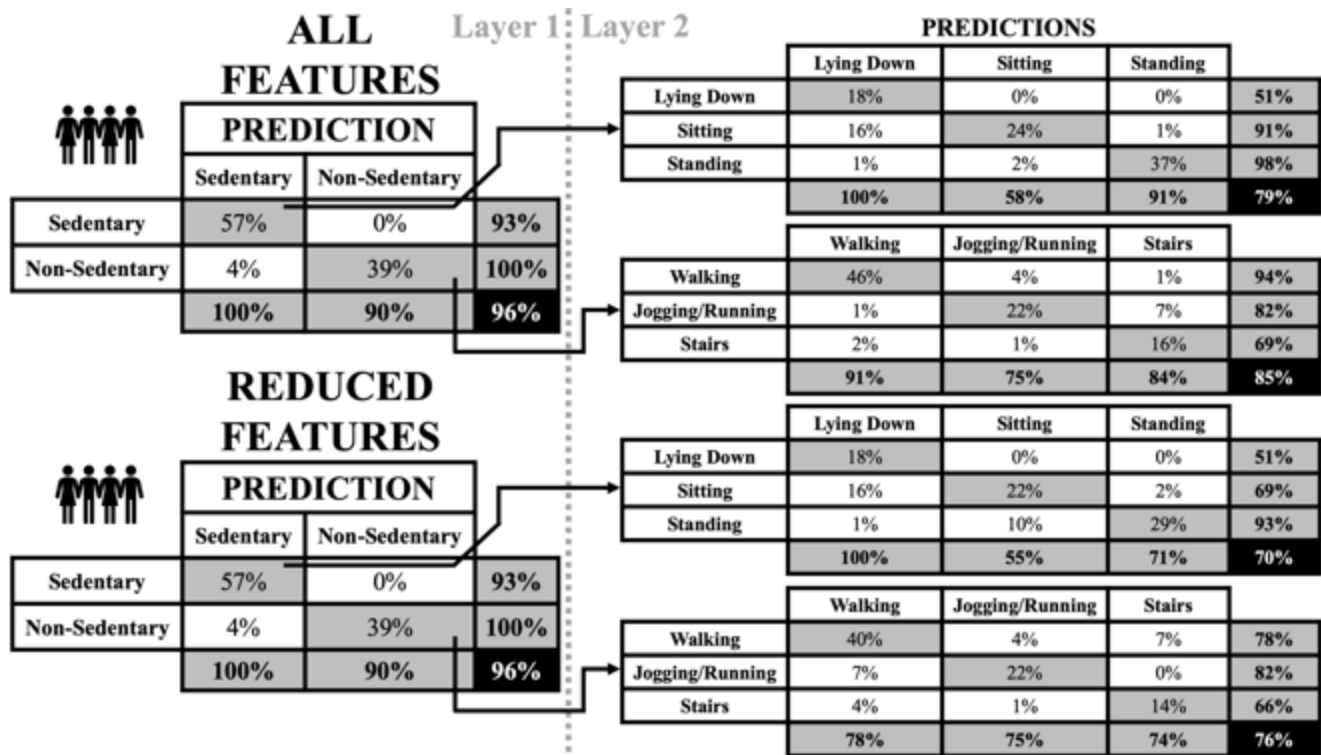 ALL
FEATURES
Layer 1 Layer 2
PREDICTION
Sedentary Non-Sedentary
Sedentary 57% 0% 93%
Non-Sedentary 4% 39% 100%
100% 90% 96%
PREDICTIONS
Lying Down Sitting Standing
Lying Down 18% 0% 0% 51%
Sitting 16% 24% 1% 91%
Standing 1% 2% 37% 98%
100% 58% 91% 79%
Walking Jogging/Running Stairs
Walking 46% 4% 1% 94%
Jogging/Running 1% 22% 7% 82%
Stairs 2% 1% 16% 69%
91% 75% 84% 85%
REDUCED
FEATURES
PREDICTION
Sedentary Non-Sedentary
Sedentary 57% 0% 93%
Non-Sedentary 4% 39% 100%
100% 90% 96%
Lying Down Sitting Standing
Lying Down 18% 0% 0% 51%
Sitting 16% 22% 2% 69%
Standing 1% 10% 29% 93%
100% 55% 71% 70%
Walking Jogging/Running Stairs
Walking 40% 4% 7% 78%
Jogging/Running 7% 22% 0% 82%
Stairs 4% 1% 14% 66%
78% 75% 74% 76%